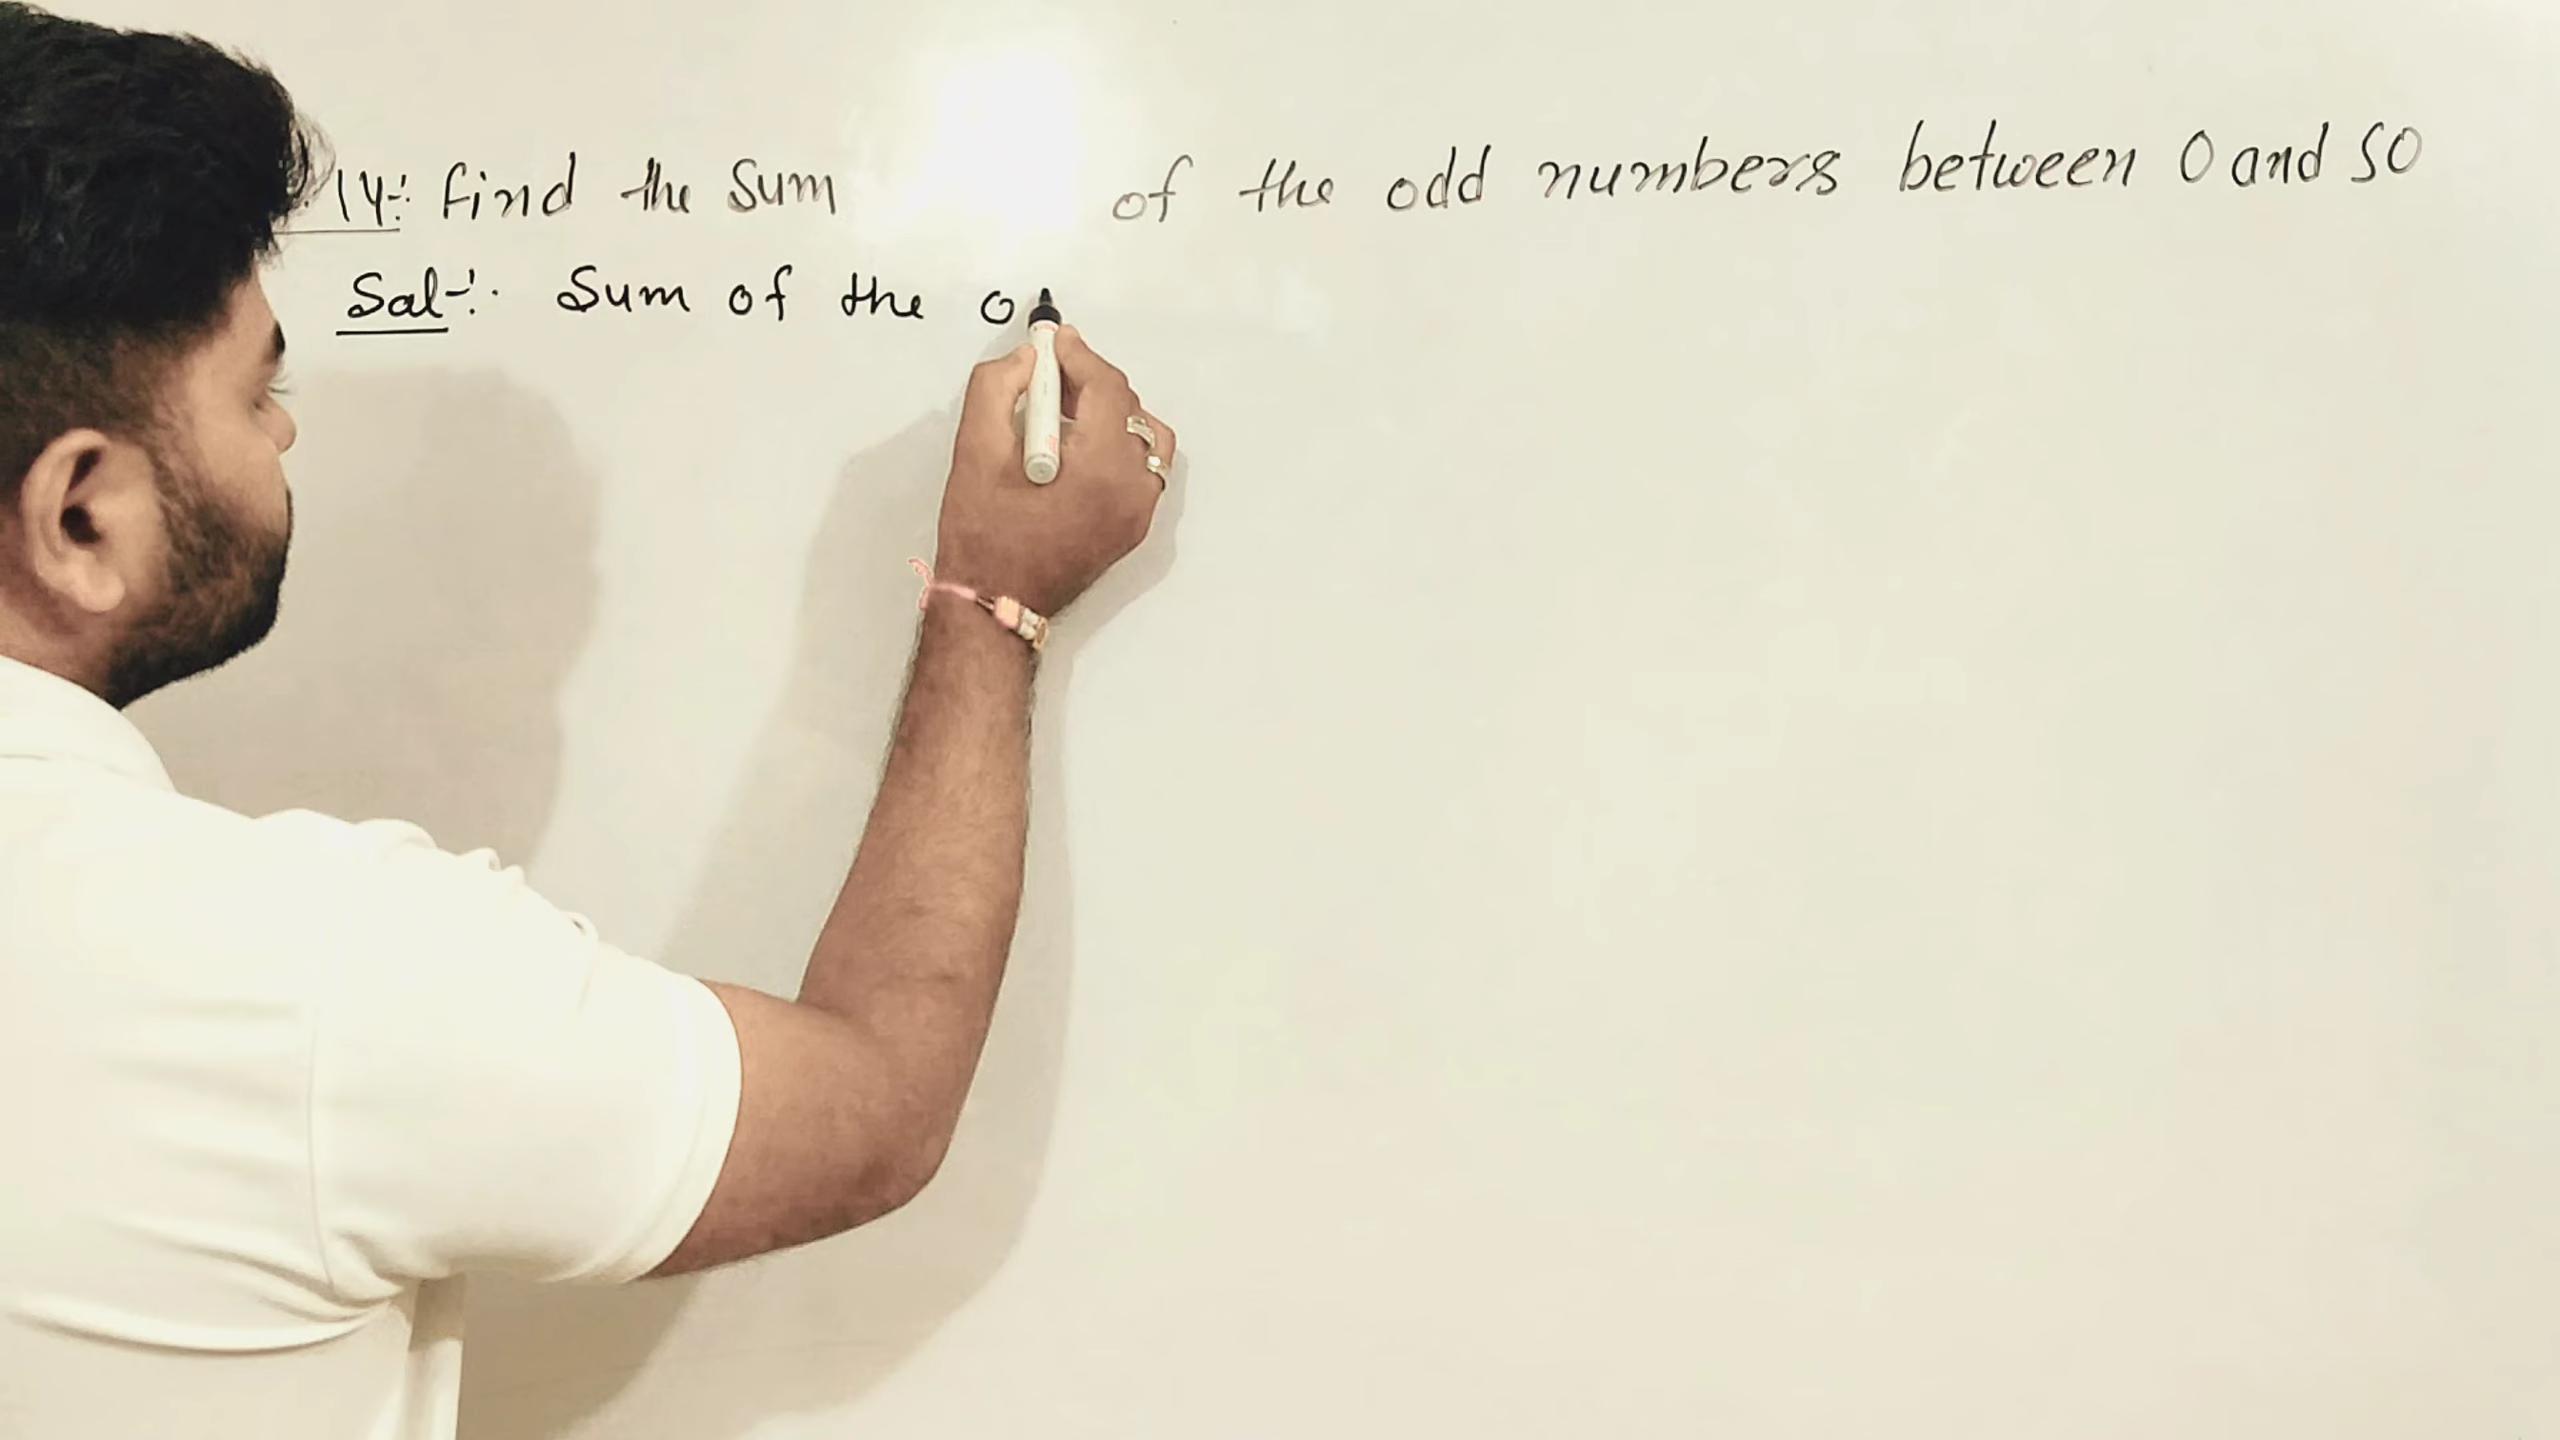 14-: find the sum of the odd numbers between 0 and 50
Sol-: Sum of the o